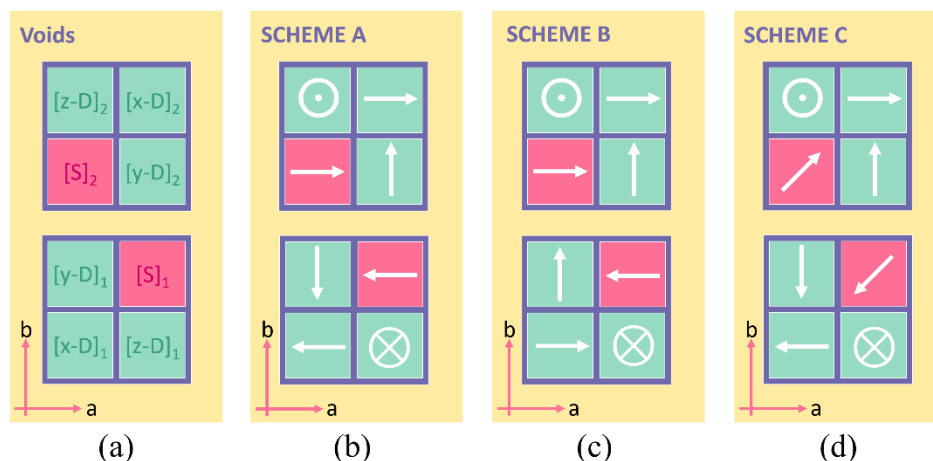 Voids
[z-D]₂ [x-D]₂
[S]₂ [y-D]₂
[y-D]₁ [S]₁
[x-D]₁ [z-D]₁
b
a
(a)
SCHEME A
b
a
(b)
SCHEME B
b
a
(c)
SCHEME C
b
a
(d)